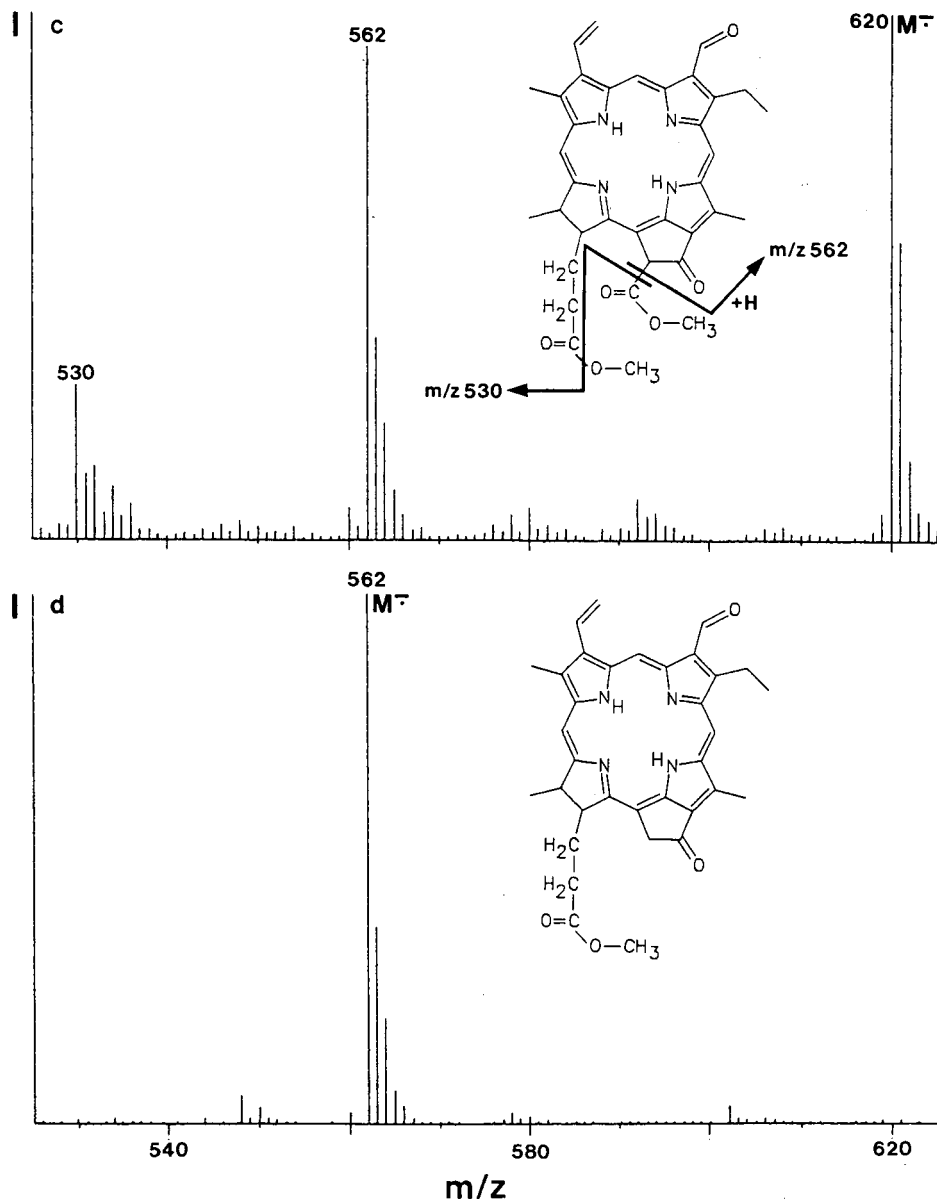 I c
562
620 M⁻·
530
O
N H N
N H N
H₂C
H₂C
O=C
O—CH₃
O=C
O—CH₃
O
m/z 562
+H
m/z 530
I d
562
M⁻·
O
N H N
N H N
H₂C
H₂C
O=C
O—CH₃
O
540
580
620
m/z